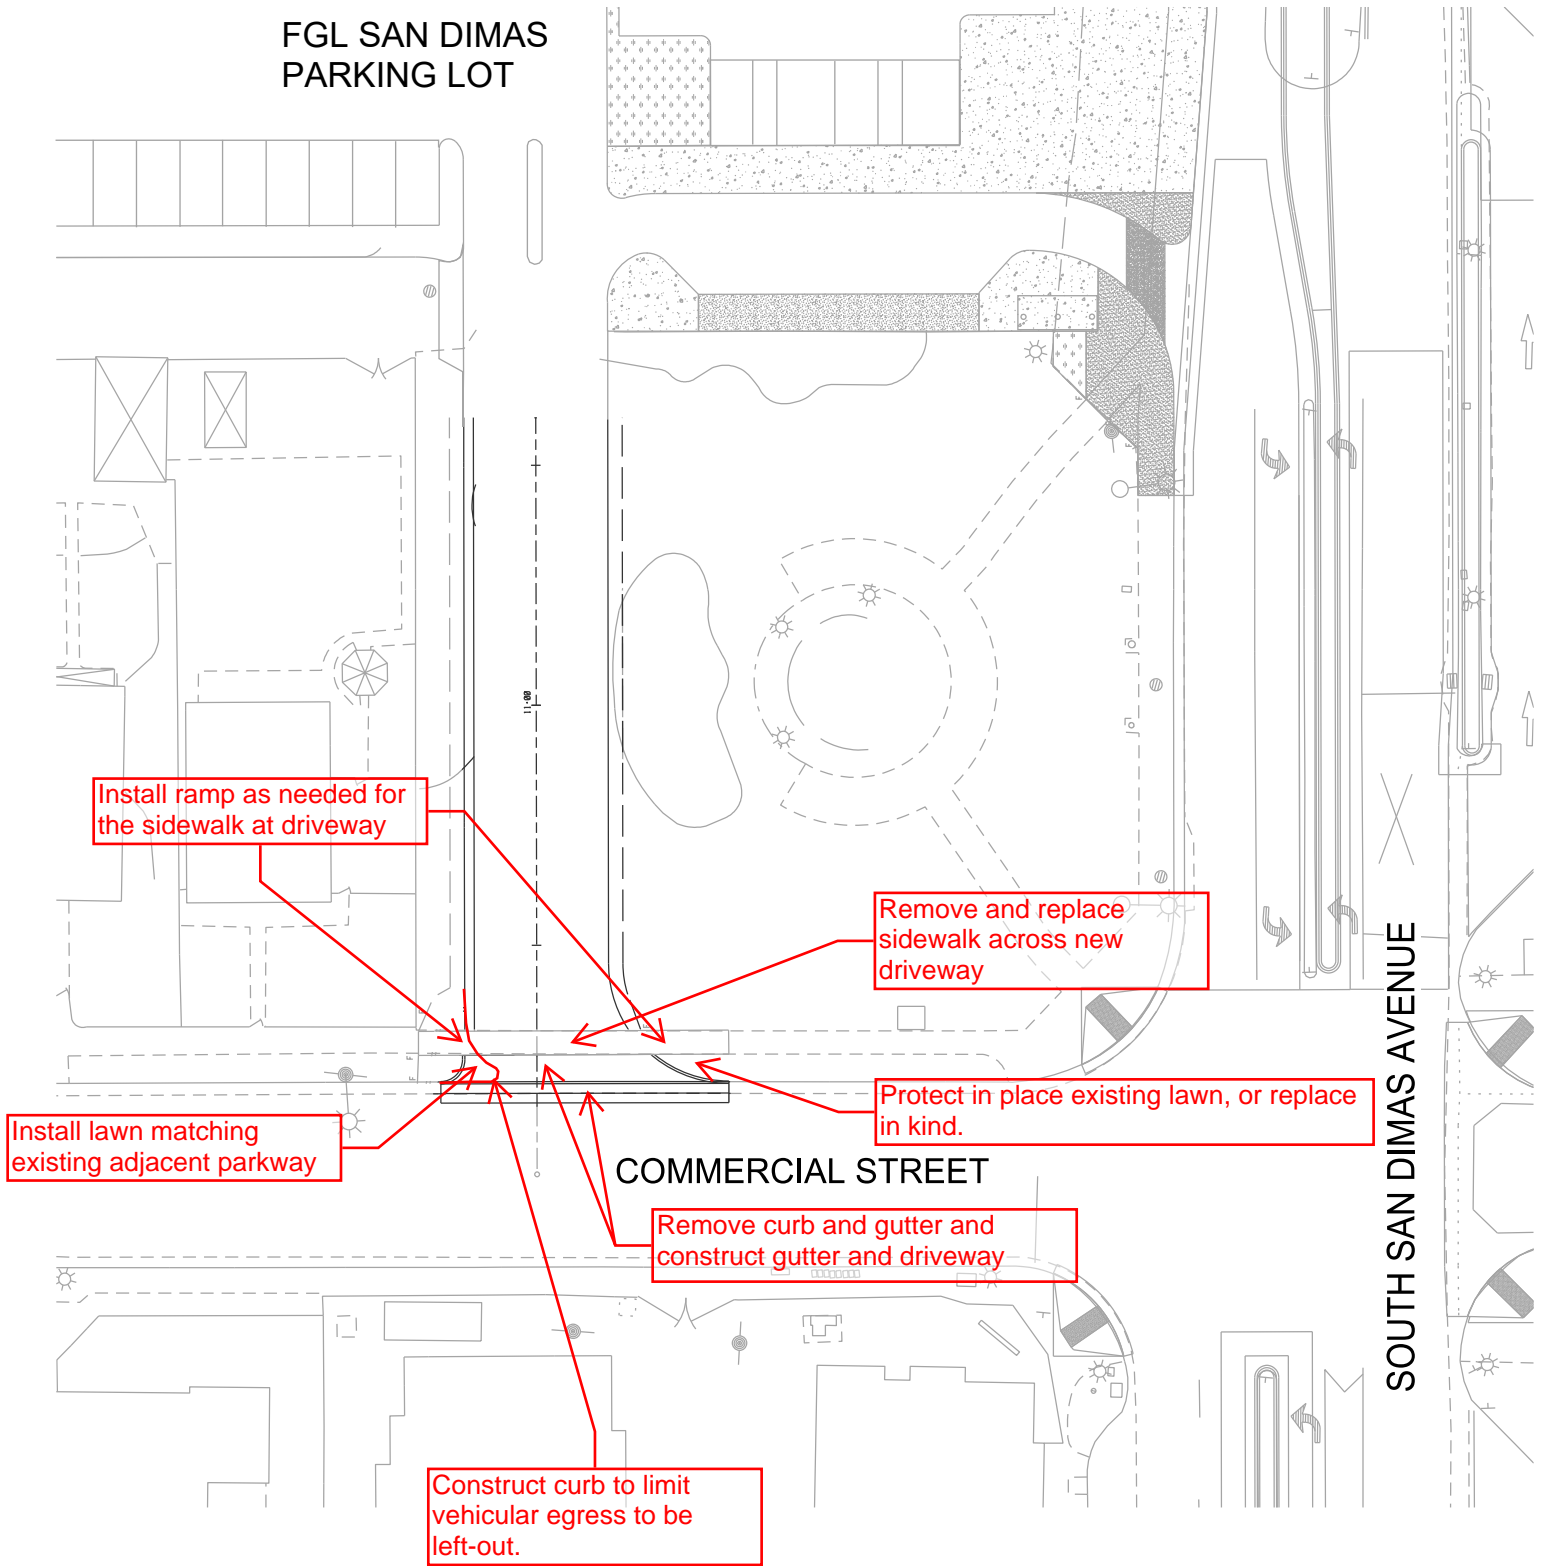 FGL SAN DIMAS
PARKING LOT
11+00
Install ramp as needed for
the sidewalk at driveway
Remove and replace
sidewalk across new
driveway
Protect in place existing lawn, or replace
in kind.
Install lawn matching
existing adjacent parkway
COMMERCIAL STREET
SOUTH SAN DIMAS AVENUE
Remove curb and gutter and
construct gutter and driveway
Construct curb to limit
vehicular egress to be
left-out.